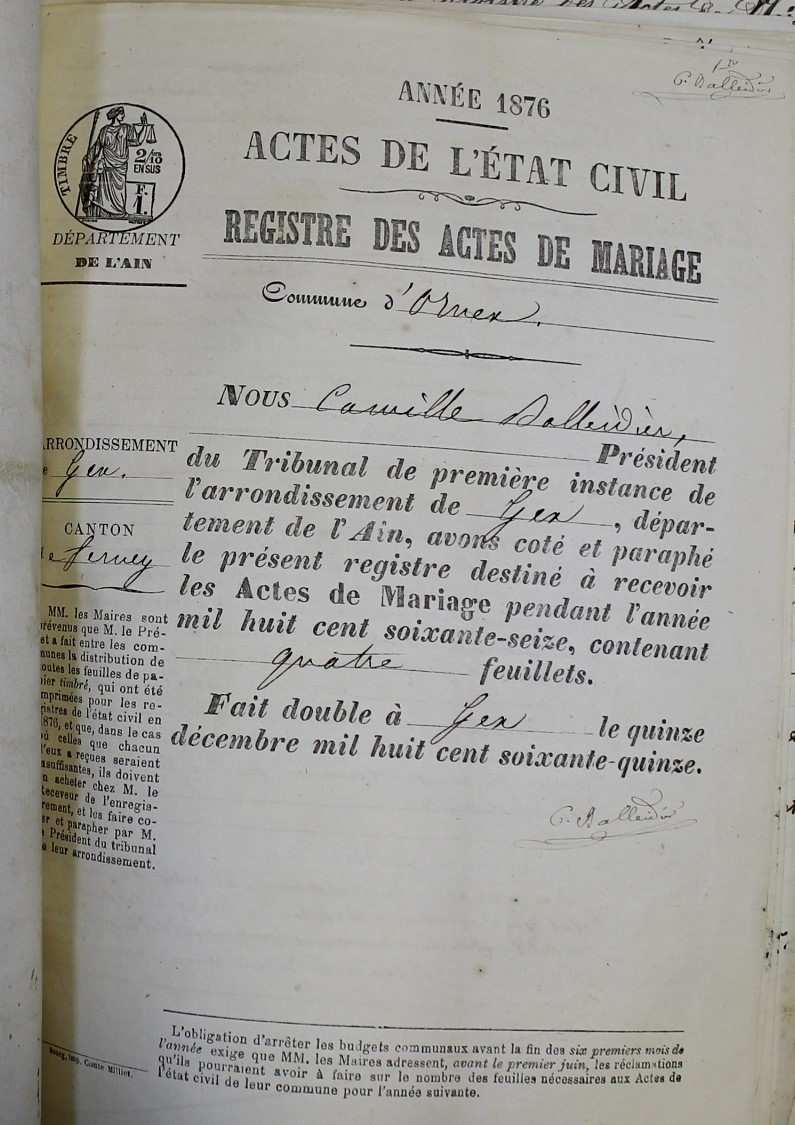 1re
C. Balleidier
ANNÉE 1876
ACTES DE L'ÉTAT CIVIL
REGISTRE DES ACTES DE MARIAGE
TIMBRE
2/10
EN SUS
DÉPARTEMENT
DE L'AIN
Commune d'Ornex.
NOUS Camille Balleidier,
Président
du Tribunal de première instance de
l'arrondissement de Gex, dépar-
tement de l'Ain, avons coté et paraphé
le présent registre destiné à recevoir
les Actes de Mariage pendant l'année
mil huit cent soixante-seize, contenant
quatre feuillets.
Fait double à Gex le quinze
décembre mil huit cent soixante-quinze.
C. Balleidier
ARRONDISSEMENT
e Gex.
CANTON
de Ferney
MM. les Maires sont
prévenus que M. le Pré-
et a fait entre les com-
munes la distribution de
toutes les feuilles de pa-
pier timbré, qui ont été
imprimées pour les re-
gistres de l'état civil en
1876, et que, dans le cas
où celles que chacun
d'eux a reçues seraient
insuffisantes, ils doivent
en acheter chez M. le
Receveur de l'enregis-
trement, et les faire co-
ter et parapher par M.
le Président du tribunal
de leur arrondissement.
Bourg, imp. Comte Milliet.
L'obligation d'arrêter les budgets communaux avant la fin des six premiers mois de
l'année exige que MM. les Maires adressent, avant le premier juin, les réclamations
qu'ils pourraient avoir à faire sur le nombre des feuilles nécessaires aux Actes de
l'état civil de leur commune pour l'année suivante.